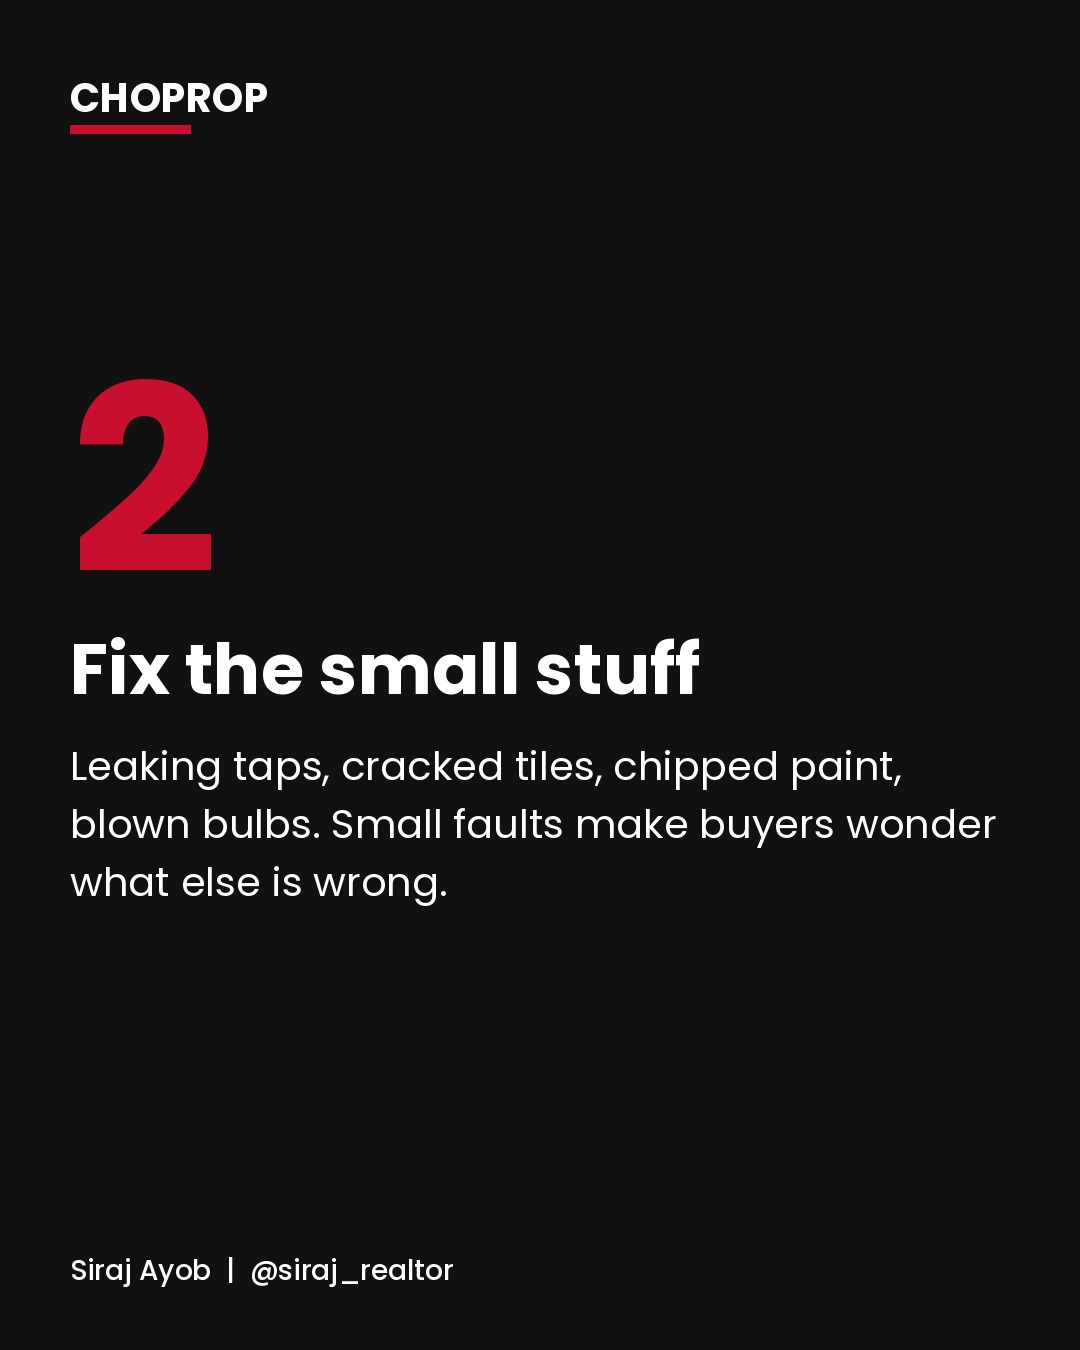 CHOPROP
2
Fix the small stuff
Leaking taps, cracked tiles, chipped paint,
blown bulbs. Small faults make buyers wonder
what else is wrong.
Siraj Ayob | @siraj_realtor